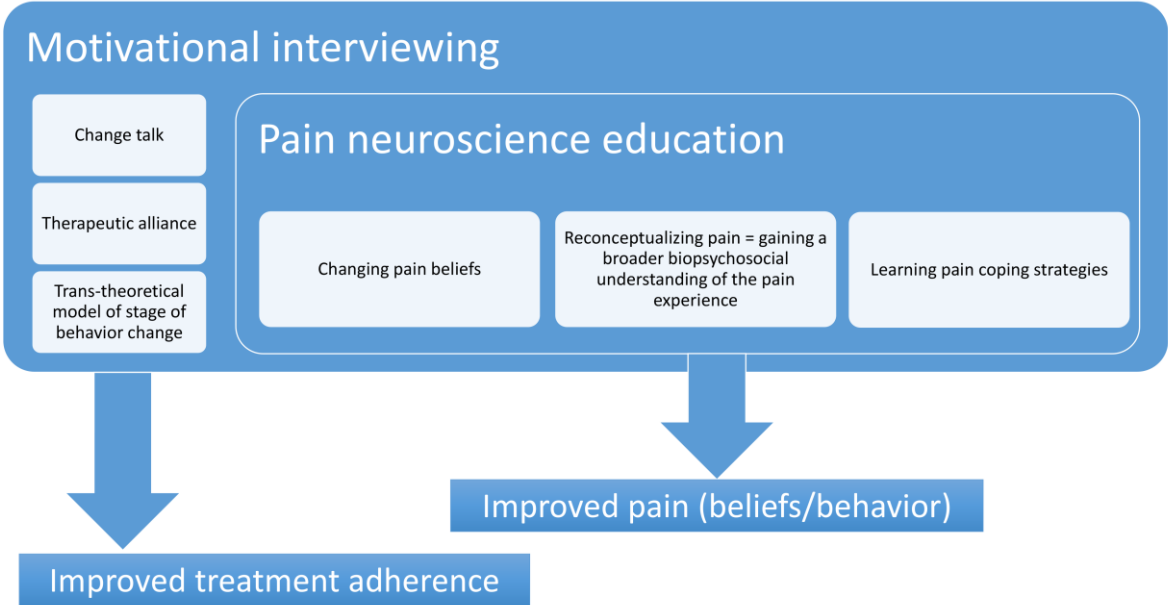 Motivational interviewing
Change talk
Therapeutic alliance
Trans-theoretical
model of stage of
behavior change
Pain neuroscience education
Changing pain beliefs
Reconceptualizing pain = gaining a
broader biopsychosocial
understanding of the pain
experience
Learning pain coping strategies
Improved pain (beliefs/behavior)
Improved treatment adherence